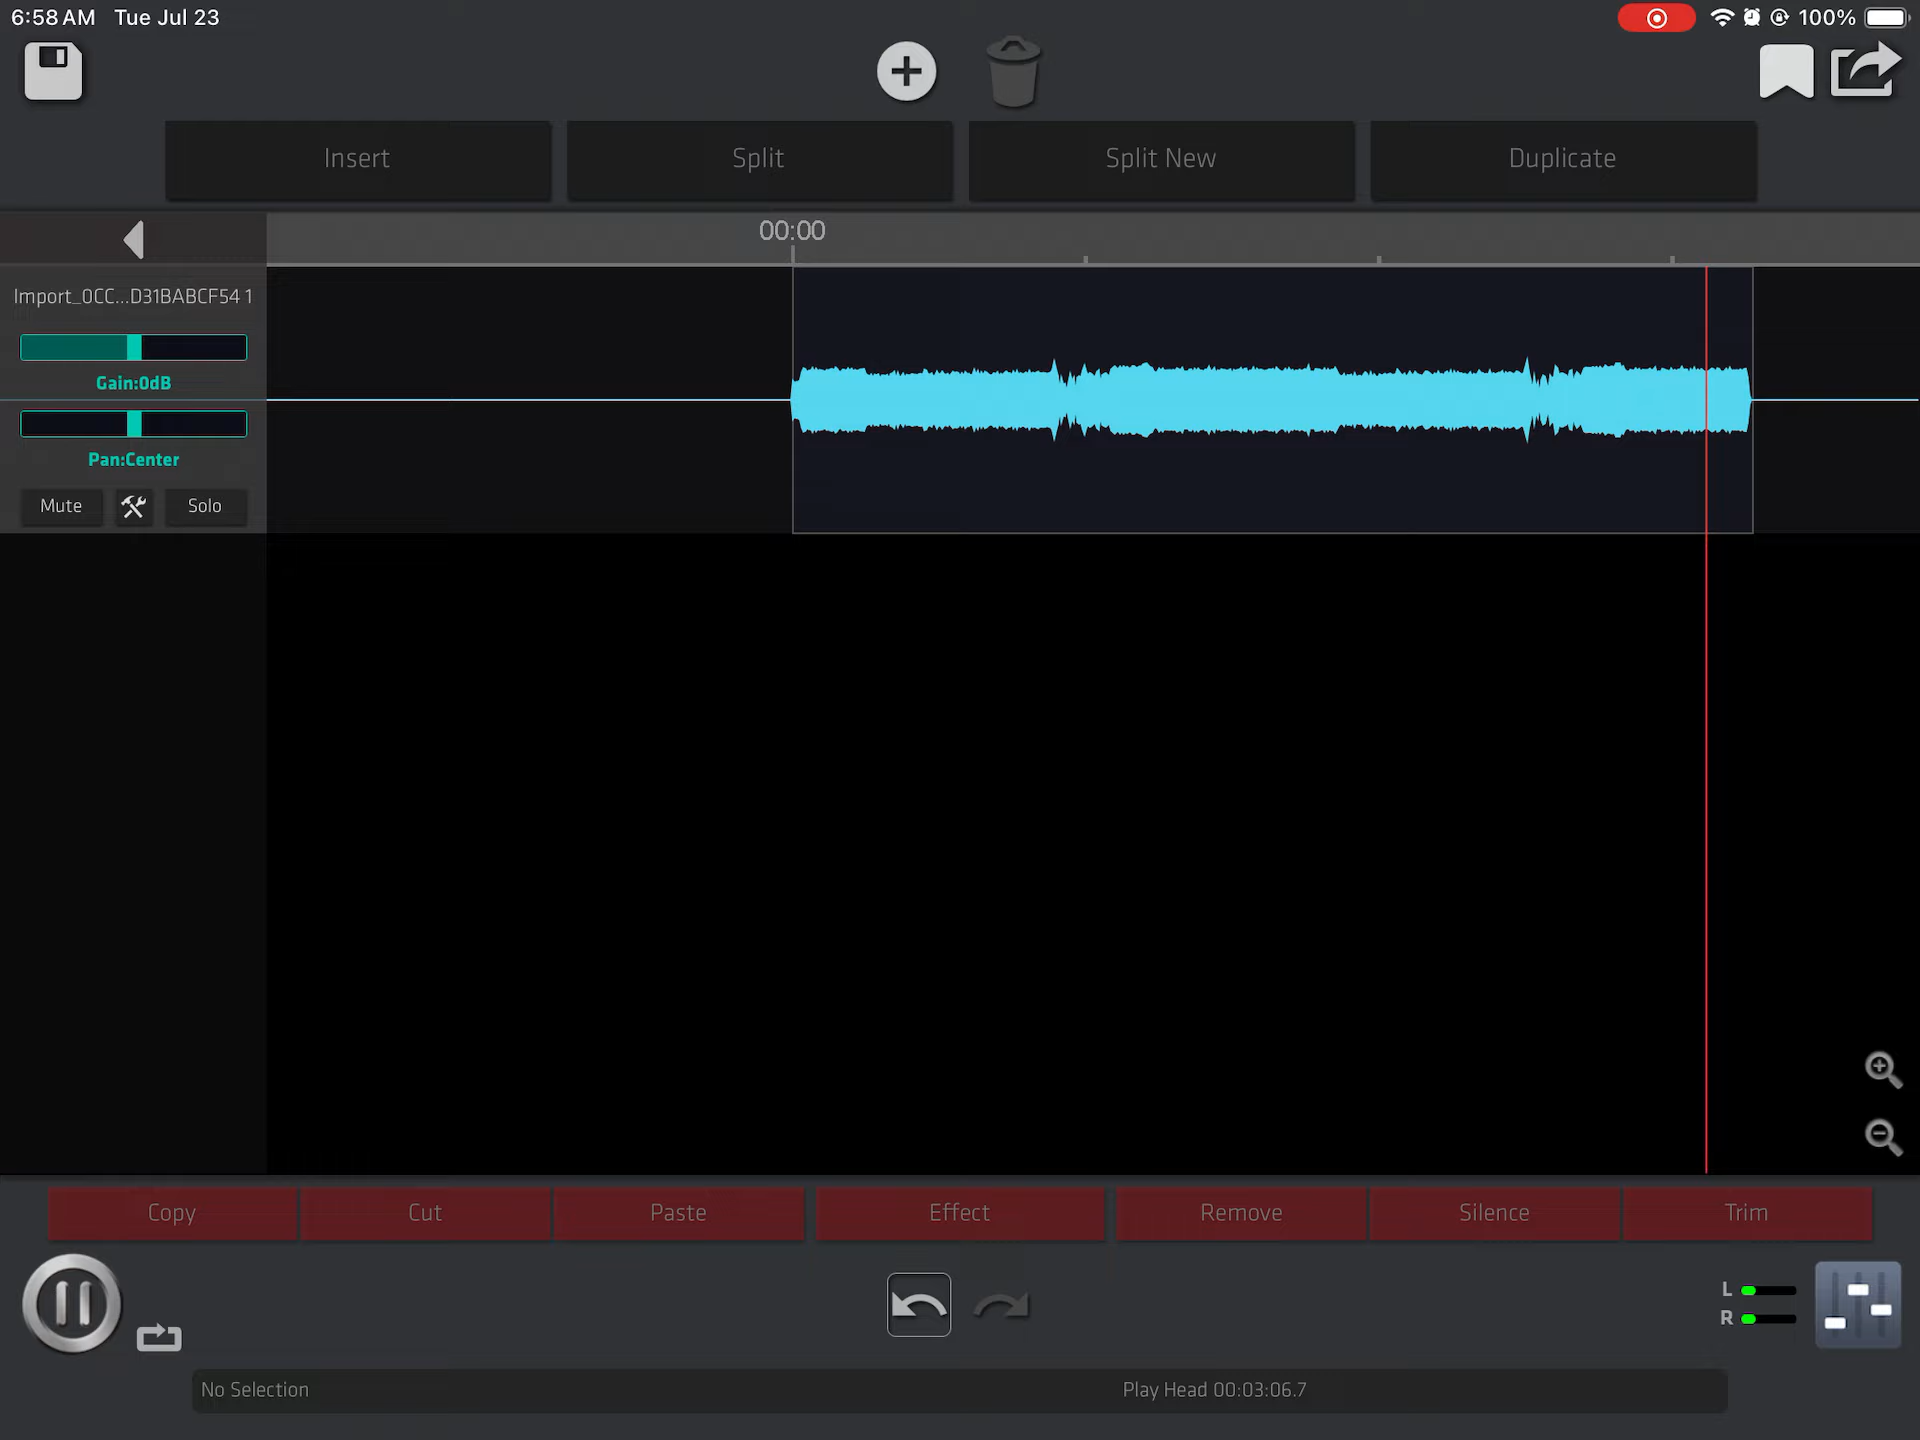 6:58 AM Tue Jul 23
100%
Insert Split Split New Duplicate
00:00
Import_0CC...D31BABCF54 1
Gain:0dB
Pan:Center
Mute Solo
Copy Cut Paste Effect Remove Silence Trim
L
R
No Selection Play Head 00:03:06.7